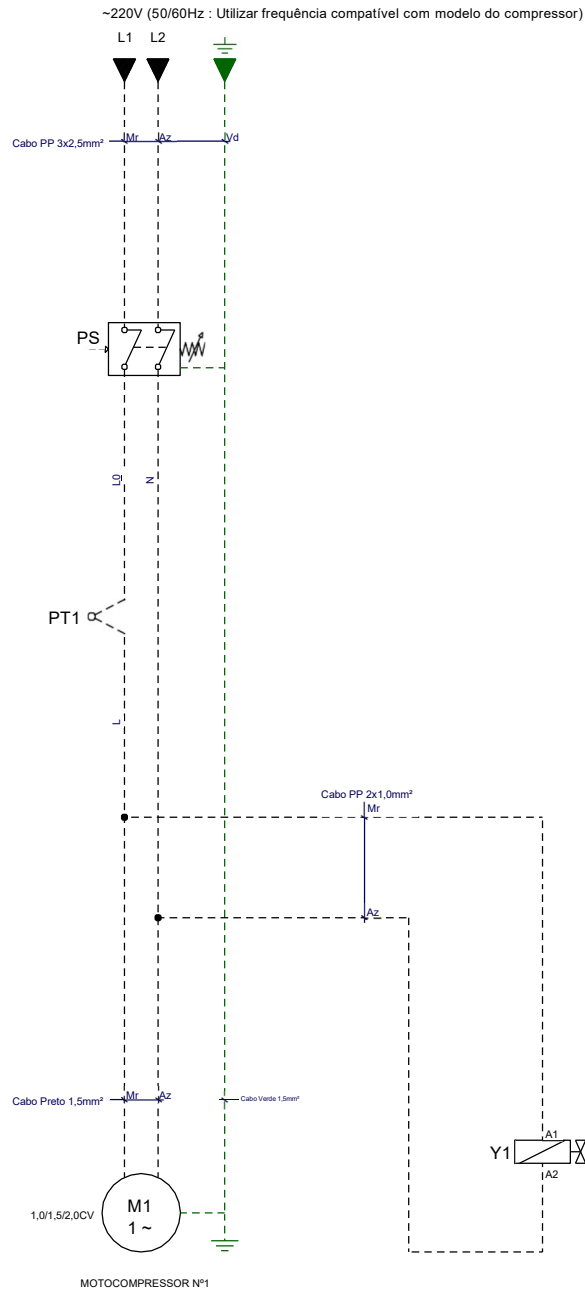 ~220V (50/60Hz : Utilizar frequência compatível com modelo do compressor)
L1 L2
Cabo PP 3x2,5mm² Mr Az Vd
PS
L0 N
PT1
L
Cabo PP 2x1,0mm²
Mr
Az
Cabo Preto 1,5mm² Mr Az Cabo Verde 1,5mm²
A1
Y1
A2
M1
1,0/1,5/2,0CV
1 ~
MOTOCOMPRESSOR Nº1